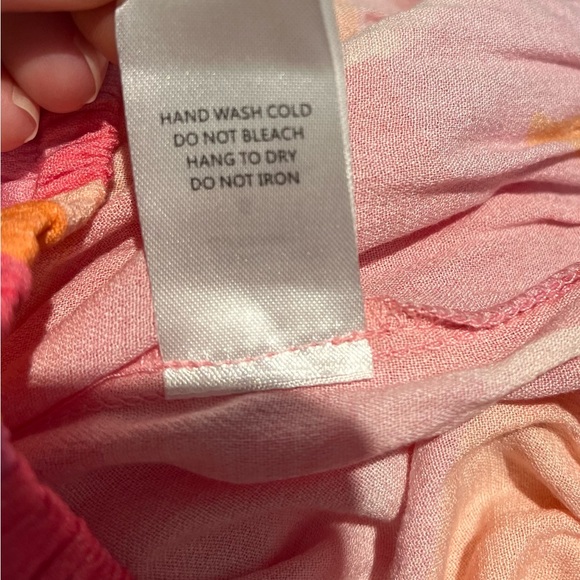 HAND WASH COLD
DO NOT BLEACH
HANG TO DRY
DO NOT IRON